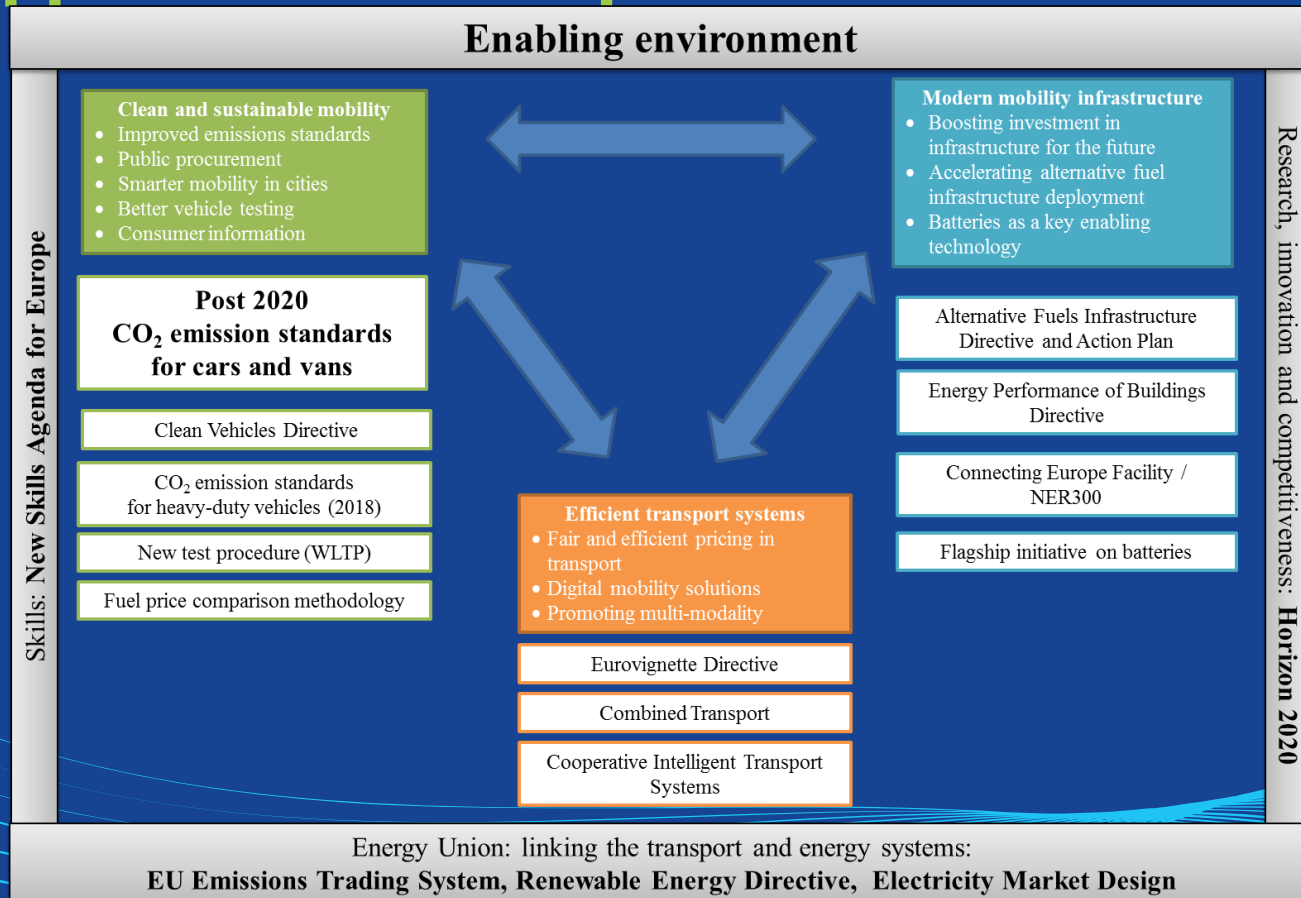 Enabling environment
Skills: New Skills Agenda for Europe
Clean and sustainable mobility
• Improved emissions standards
• Public procurement
• Smarter mobility in cities
• Better vehicle testing
• Consumer information
Post 2020
CO₂ emission standards
for cars and vans
Clean Vehicles Directive
CO₂ emission standards
for heavy-duty vehicles (2018)
New test procedure (WLTP)
Fuel price comparison methodology
Efficient transport systems
• Fair and efficient pricing in
transport
• Digital mobility solutions
• Promoting multi-modality
Eurovignette Directive
Combined Transport
Cooperative Intelligent Transport
Systems
Modern mobility infrastructure
• Boosting investment in
infrastructure for the future
• Accelerating alternative fuel
infrastructure deployment
• Batteries as a key enabling
technology
Alternative Fuels Infrastructure
Directive and Action Plan
Energy Performance of Buildings
Directive
Connecting Europe Facility /
NER300
Flagship initiative on batteries
Research, innovation and competitiveness: Horizon 2020
Energy Union: linking the transport and energy systems:
EU Emissions Trading System, Renewable Energy Directive, Electricity Market Design